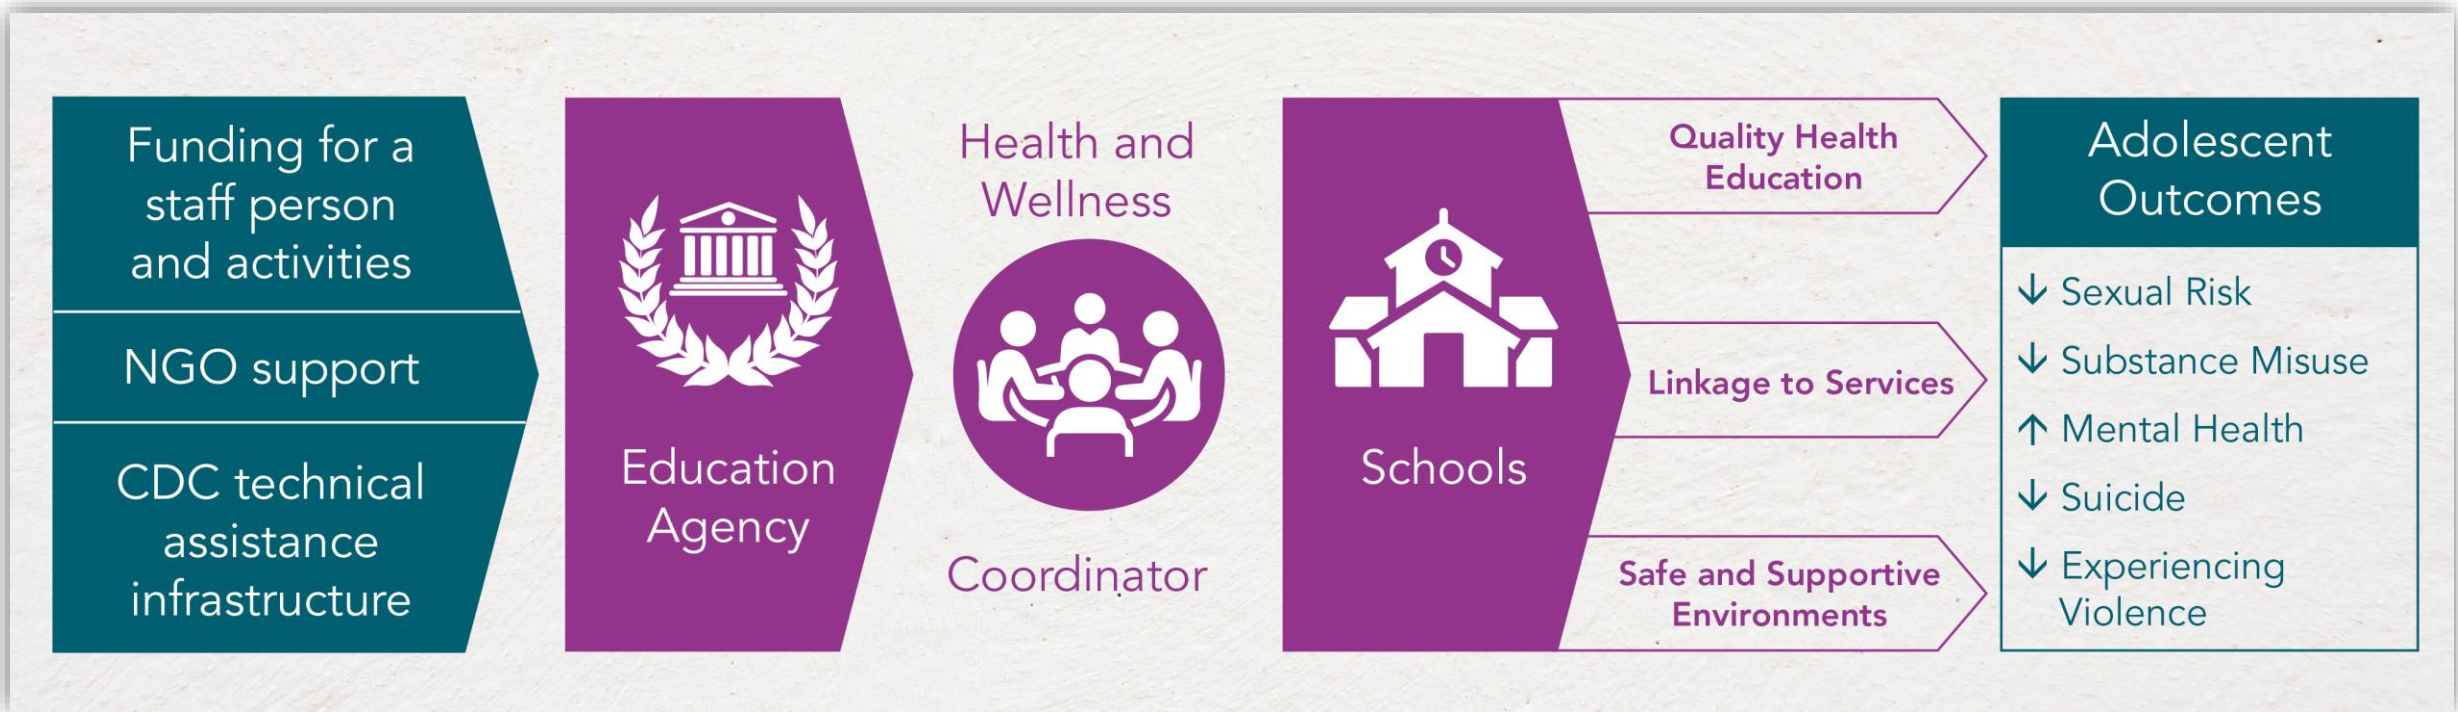 Funding for a
staff person
and activities
NGO support
CDC technical
assistance
infrastructure
Education
Agency
Health and
Wellness
Coordinator
Schools
Quality Health
Education
Linkage to Services
Safe and Supportive
Environments
Adolescent
Outcomes
↓ Sexual Risk
↓ Substance Misuse
↑ Mental Health
↓ Suicide
↓ Experiencing
Violence